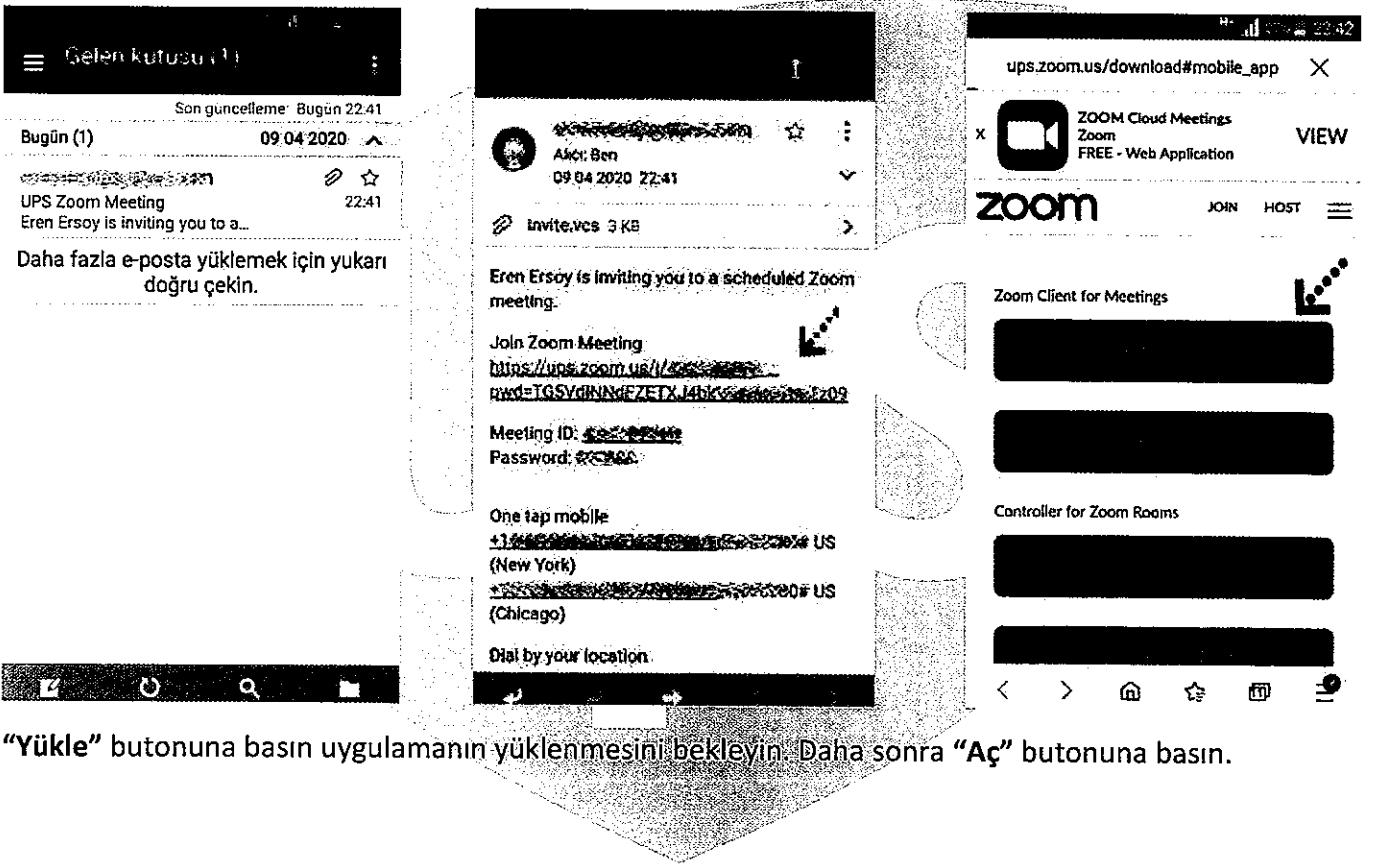 Gelen kutusu (1)
Son güncelleme: Bugün 22:41
Bugün (1) 09.04.2020
UPS Zoom Meeting 22:41
Eren Ersoy is inviting you to a...
Daha fazla e-posta yüklemek için yukarı
doğru çekin.
Alıcı: Ben
09.04.2020 22:41
invite.vcs 3 KB
Eren Ersoy is inviting you to a scheduled Zoom
meeting.
Join Zoom Meeting
https://ups.zoom.us/j/
Meeting ID:
Password:
One tap mobile
+1 # US
(New York)
+ # US
(Chicago)
Dial by your location
22:42
ups.zoom.us/download#mobile_app
x ZOOM Cloud Meetings
Zoom VIEW
FREE - Web Application
zoom JOIN HOST
Zoom Client for Meetings
Controller for Zoom Rooms
“Yükle” butonuna basın uygulamanın yüklenmesini bekleyin. Daha sonra “Aç” butonuna basın.